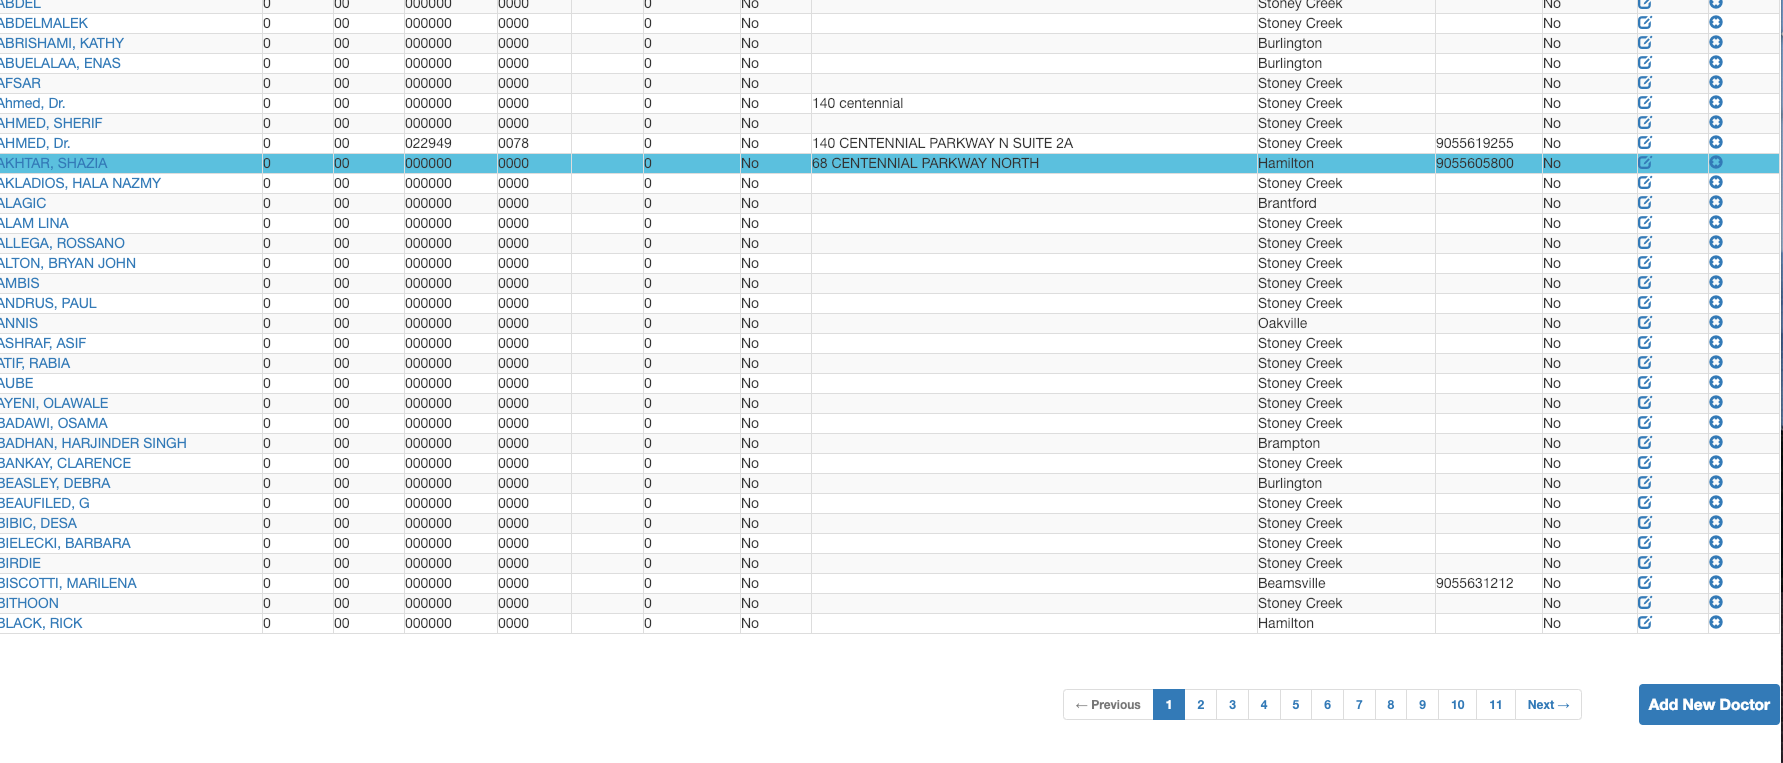 ABDEL 0 00 000000 0000 0 No Stoney Creek No
ABDELMALEK 0 00 000000 0000 0 No Stoney Creek No
ABRISHAMI, KATHY 0 00 000000 0000 0 No Burlington No
ABUELALAA, ENAS 0 00 000000 0000 0 No Burlington No
AFSAR 0 00 000000 0000 0 No Stoney Creek No
Ahmed, Dr. 0 00 000000 0000 0 No 140 centennial Stoney Creek No
AHMED, SHERIF 0 00 000000 0000 0 No Stoney Creek No
AHMED, Dr. 0 00 022949 0078 0 No 140 CENTENNIAL PARKWAY N SUITE 2A Stoney Creek 9055619255 No
AKHTAR, SHAZIA 0 00 000000 0000 0 No 68 CENTENNIAL PARKWAY NORTH Hamilton 9055605800 No
AKLADIOS, HALA NAZMY 0 00 000000 0000 0 No Stoney Creek No
ALAGIC 0 00 000000 0000 0 No Brantford No
ALAM LINA 0 00 000000 0000 0 No Stoney Creek No
ALLEGA, ROSSANO 0 00 000000 0000 0 No Stoney Creek No
ALTON, BRYAN JOHN 0 00 000000 0000 0 No Stoney Creek No
AMBIS 0 00 000000 0000 0 No Stoney Creek No
ANDRUS, PAUL 0 00 000000 0000 0 No Stoney Creek No
ANNIS 0 00 000000 0000 0 No Oakville No
ASHRAF, ASIF 0 00 000000 0000 0 No Stoney Creek No
ATIF, RABIA 0 00 000000 0000 0 No Stoney Creek No
AUBE 0 00 000000 0000 0 No Stoney Creek No
AYENI, OLAWALE 0 00 000000 0000 0 No Stoney Creek No
BADAWI, OSAMA 0 00 000000 0000 0 No Stoney Creek No
BADHAN, HARJINDER SINGH 0 00 000000 0000 0 No Brampton No
BANKAY, CLARENCE 0 00 000000 0000 0 No Stoney Creek No
BEASLEY, DEBRA 0 00 000000 0000 0 No Burlington No
BEAUFILED, G 0 00 000000 0000 0 No Stoney Creek No
BIBIC, DESA 0 00 000000 0000 0 No Stoney Creek No
BIELECKI, BARBARA 0 00 000000 0000 0 No Stoney Creek No
BIRDIE 0 00 000000 0000 0 No Stoney Creek No
BISCOTTI, MARILENA 0 00 000000 0000 0 No Beamsville 9055631212 No
BITHOON 0 00 000000 0000 0 No Stoney Creek No
BLACK, RICK 0 00 000000 0000 0 No Hamilton No
← Previous 1 2 3 4 5 6 7 8 9 10 11 Next → Add New Doctor